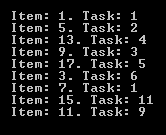 Item: 1. Task: 1
Item: 5. Task: 2
Item: 13. Task: 4
Item: 9. Task: 3
Item: 17. Task: 5
Item: 3. Task: 6
Item: 7. Task: 1
Item: 15. Task: 11
Item: 11. Task: 9